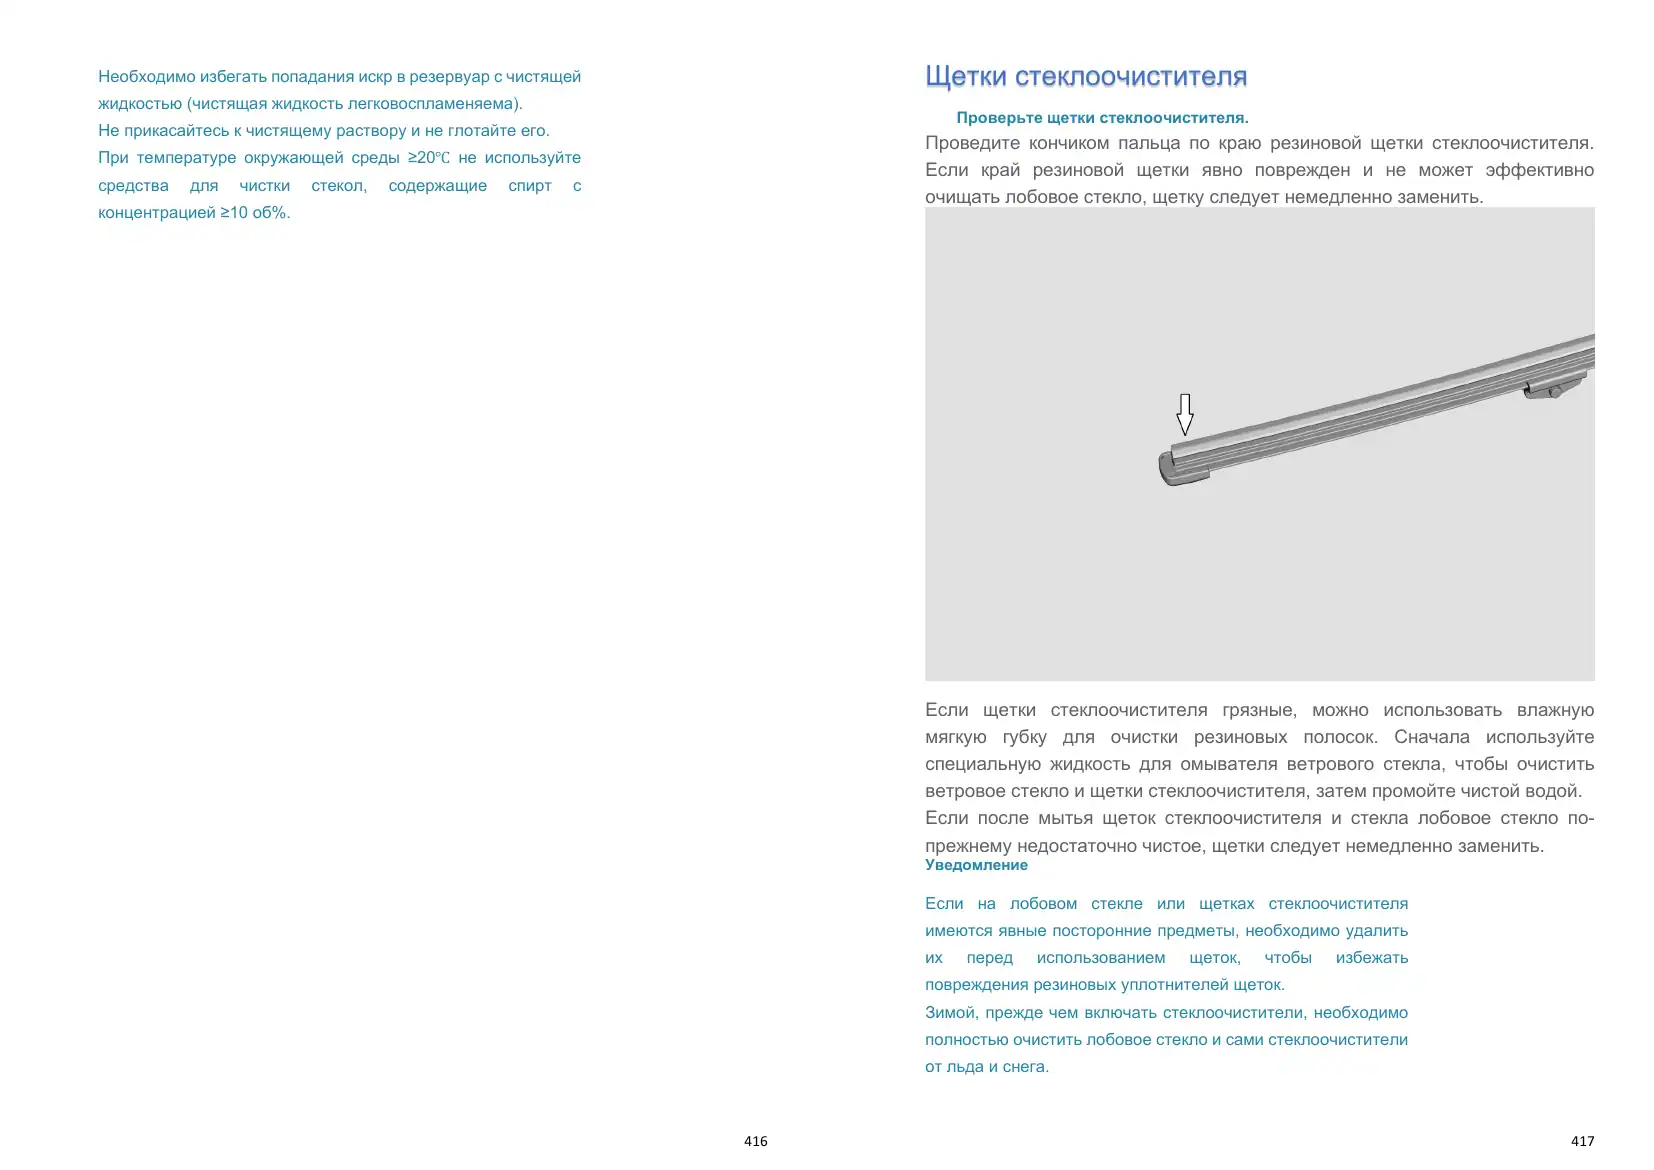 Необходимо избегать попадания искр в резервуар с чистящей
жидкостью (чистящая жидкость легковоспламеняема).
Не прикасайтесь к чистящему раствору и не глотайте его.
При температуре окружающей среды ≥20℃ не используйте
средства для чистки стекол, содержащие спирт с
концентрацией ≥10 об%.
416
Щетки стеклоочистителя
Проверьте щетки стеклоочистителя.
Проведите кончиком пальца по краю резиновой щетки стеклоочистителя.
Если край резиновой щетки явно поврежден и не может эффективно
очищать лобовое стекло, щетку следует немедленно заменить.
Если щетки стеклоочистителя грязные, можно использовать влажную
мягкую губку для очистки резиновых полосок. Сначала используйте
специальную жидкость для омывателя ветрового стекла, чтобы очистить
ветровое стекло и щетки стеклоочистителя, затем промойте чистой водой.
Если после мытья щеток стеклоочистителя и стекла лобовое стекло по-
прежнему недостаточно чистое, щетки следует немедленно заменить.
Уведомление
Если на лобовом стекле или щетках стеклоочистителя
имеются явные посторонние предметы, необходимо удалить
их перед использованием щеток, чтобы избежать
повреждения резиновых уплотнителей щеток.
Зимой, прежде чем включать стеклоочистители, необходимо
полностью очистить лобовое стекло и сами стеклоочистители
от льда и снега.
417